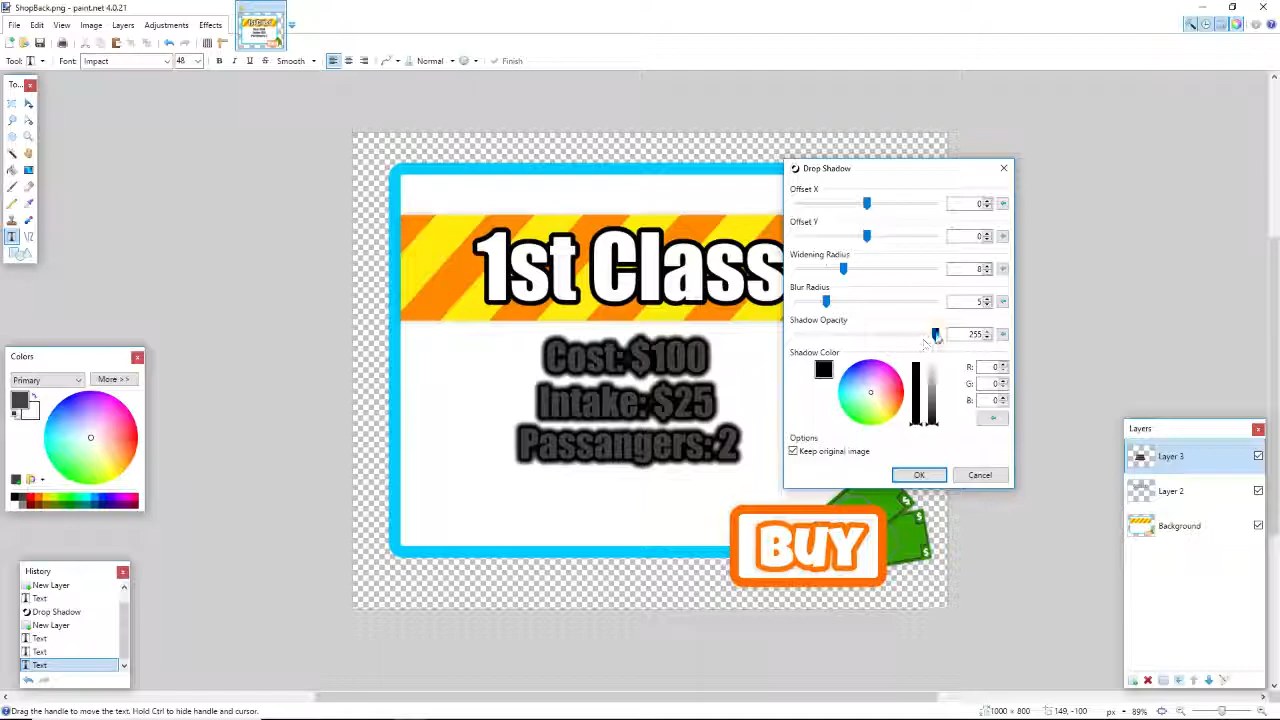 ShopBack.png - paint.net 4.0.21
File Edit View Image Layers Adjustments Effects
Tool: T Font: Impact 48 B I U S Smooth Normal Finish
To...
1st Class
Cost: $100
Intake: $25
Passangers: 2
BUY
Drop Shadow
Offset X
0
Offset Y
0
Widening Radius
8
Blur Radius
5
Shadow Opacity
255
Shadow Color
R: 0
G: 0
B: 0
Options
Keep original image
OK Cancel
Colors
Primary More >>
Layers
Layer 3
Layer 2
Background
History
New Layer
Text
Drop Shadow
New Layer
Text
Text
Text
Drag the handle to move the text. Hold Ctrl to hide handle and cursor. 1000 x 800 149, -100 px 89%